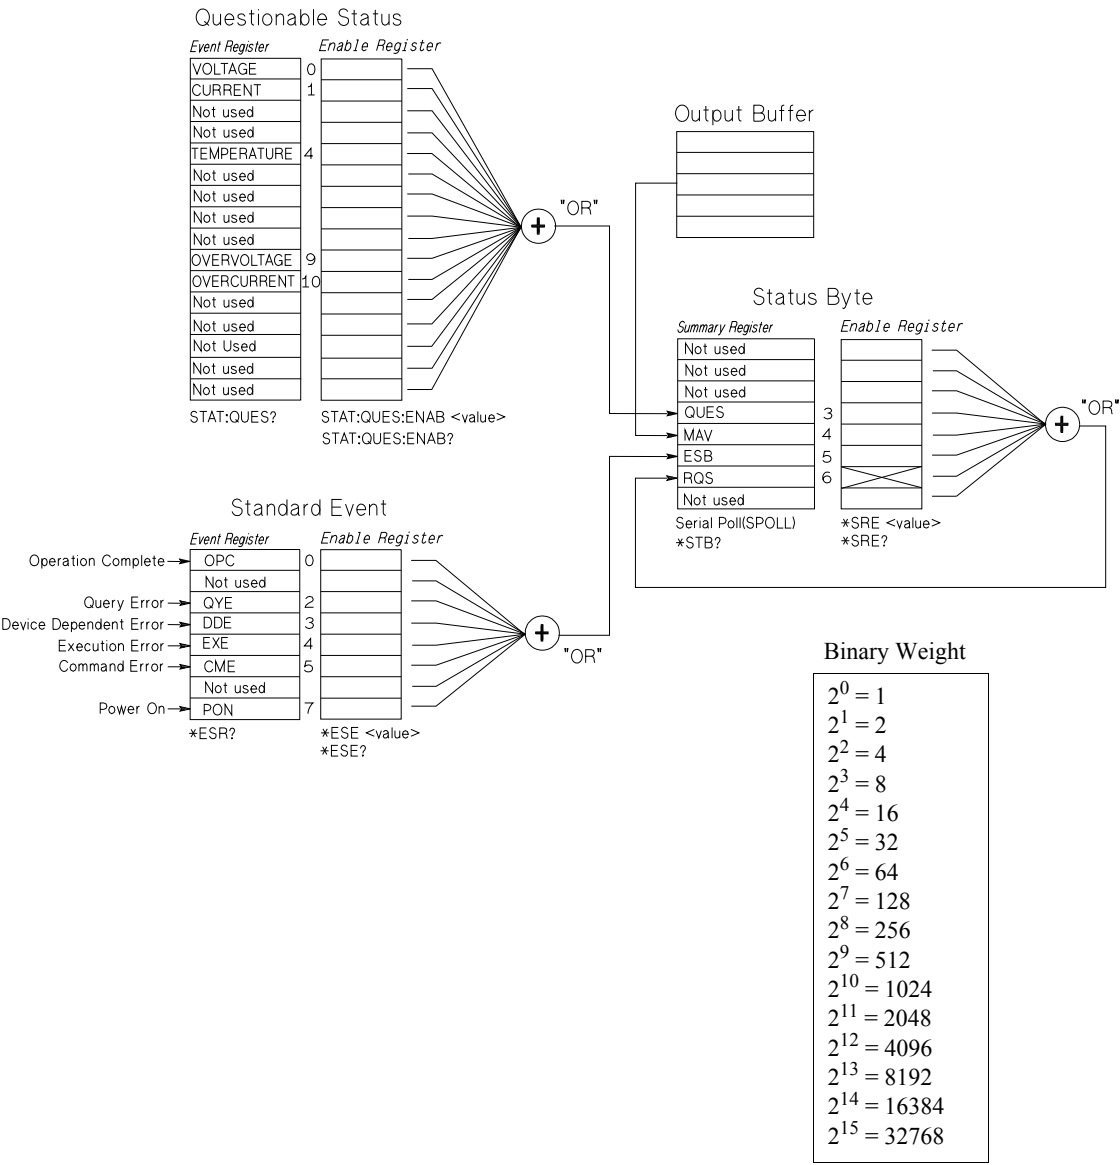 Questionable Status
Event Register Enable Register
VOLTAGE 0
CURRENT 1
Not used
Not used
TEMPERATURE 4
Not used
Not used
Not used
Not used
OVERVOLTAGE 9
OVERCURRENT 10
Not used
Not used
Not Used
Not used
Not used
STAT:QUES? STAT:QUES:ENAB <value>
STAT:QUES:ENAB?
+
"OR"
Output Buffer
Status Byte
Summary Register Enable Register
Not used
Not used
Not used
QUES 3
MAV 4
ESB 5
RQS 6
Not used
Serial Poll(SPOLL) *SRE <value>
*STB? *SRE?
+
"OR"
Standard Event
Event Register Enable Register
Operation Complete OPC 0
Not used
Query Error QYE 2
Device Dependent Error DDE 3
Execution Error EXE 4
Command Error CME 5
Not used
Power On PON 7
*ESR? *ESE <value>
*ESE?
+
"OR"
Binary Weight
2^0 = 1
2^1 = 2
2^2 = 4
2^3 = 8
2^4 = 16
2^5 = 32
2^6 = 64
2^7 = 128
2^8 = 256
2^9 = 512
2^10 = 1024
2^11 = 2048
2^12 = 4096
2^13 = 8192
2^14 = 16384
2^15 = 32768